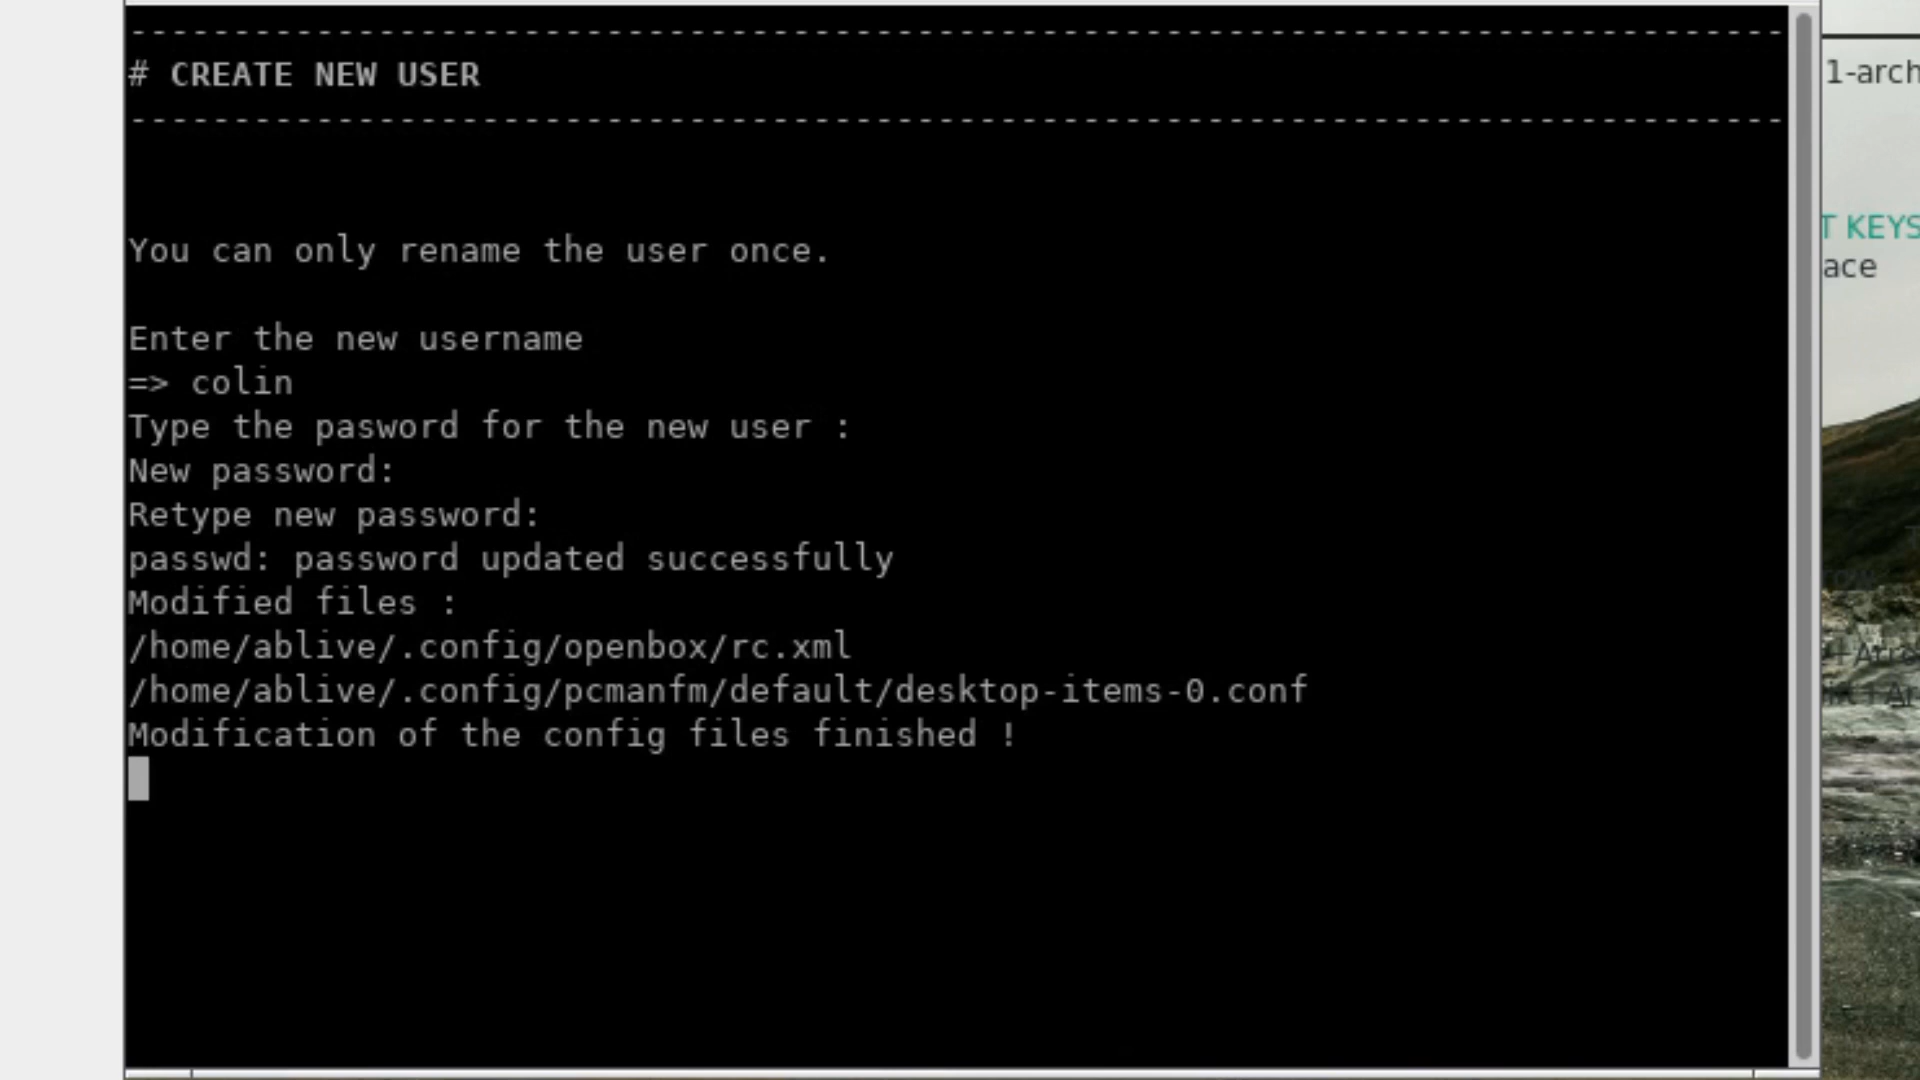 --------------------------------------------------------------------------------
# CREATE NEW USER
--------------------------------------------------------------------------------
You can only rename the user once.
Enter the new username
=> colin
Type the pasword for the new user :
New password:
Retype new password:
passwd: password updated successfully
Modified files :
/home/ablive/.config/openbox/rc.xml
/home/ablive/.config/pcmanfm/default/desktop-items-0.conf
Modification of the config files finished !
1-arch
T KEYS
ace